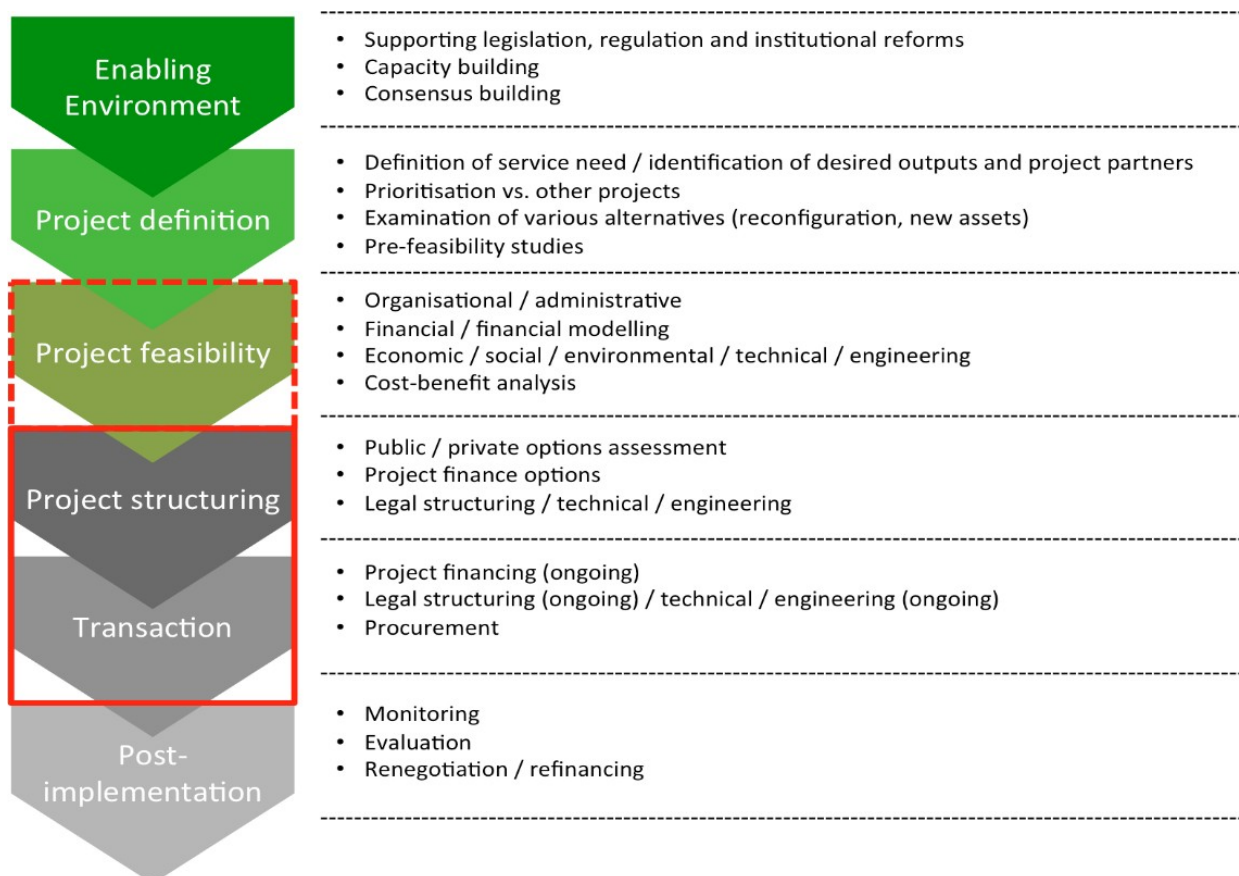 Enabling
Environment
• Supporting legislation, regulation and institutional reforms
• Capacity building
• Consensus building
Project definition
• Definition of service need / identification of desired outputs and project partners
• Prioritisation vs. other projects
• Examination of various alternatives (reconfiguration, new assets)
• Pre-feasibility studies
Project feasibility
• Organisational / administrative
• Financial / financial modelling
• Economic / social / environmental / technical / engineering
• Cost-benefit analysis
Project structuring
• Public / private options assessment
• Project finance options
• Legal structuring / technical / engineering
Transaction
• Project financing (ongoing)
• Legal structuring (ongoing) / technical / engineering (ongoing)
• Procurement
Post-
implementation
• Monitoring
• Evaluation
• Renegotiation / refinancing